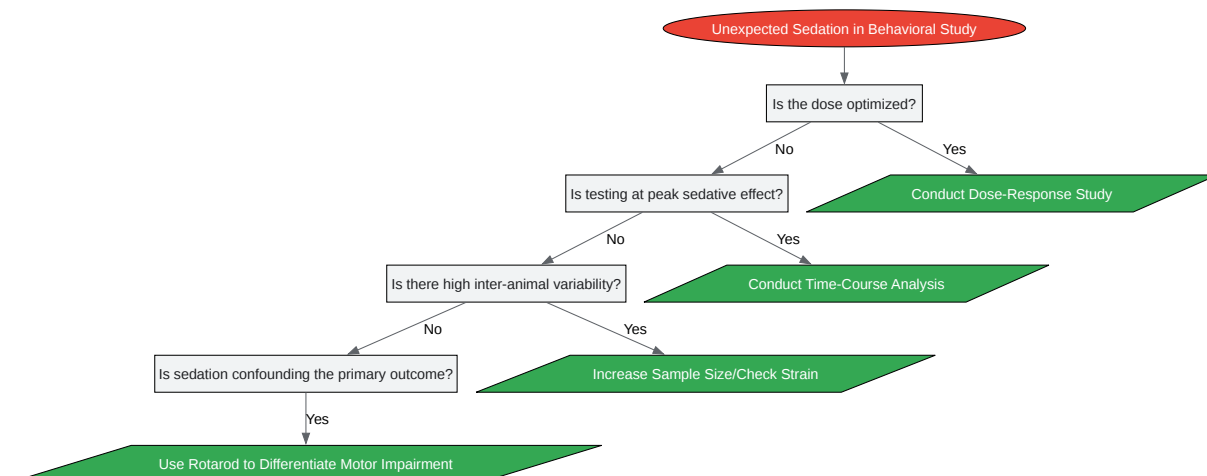 Unexpected Sedation in Behavioral Study
Is the dose optimized?
No
Yes
Is testing at peak sedative effect?
Conduct Dose-Response Study
No
Yes
Is there high inter-animal variability?
Conduct Time-Course Analysis
No
Yes
Is sedation confounding the primary outcome?
Increase Sample Size/Check Strain
Yes
Use Rotarod to Differentiate Motor Impairment